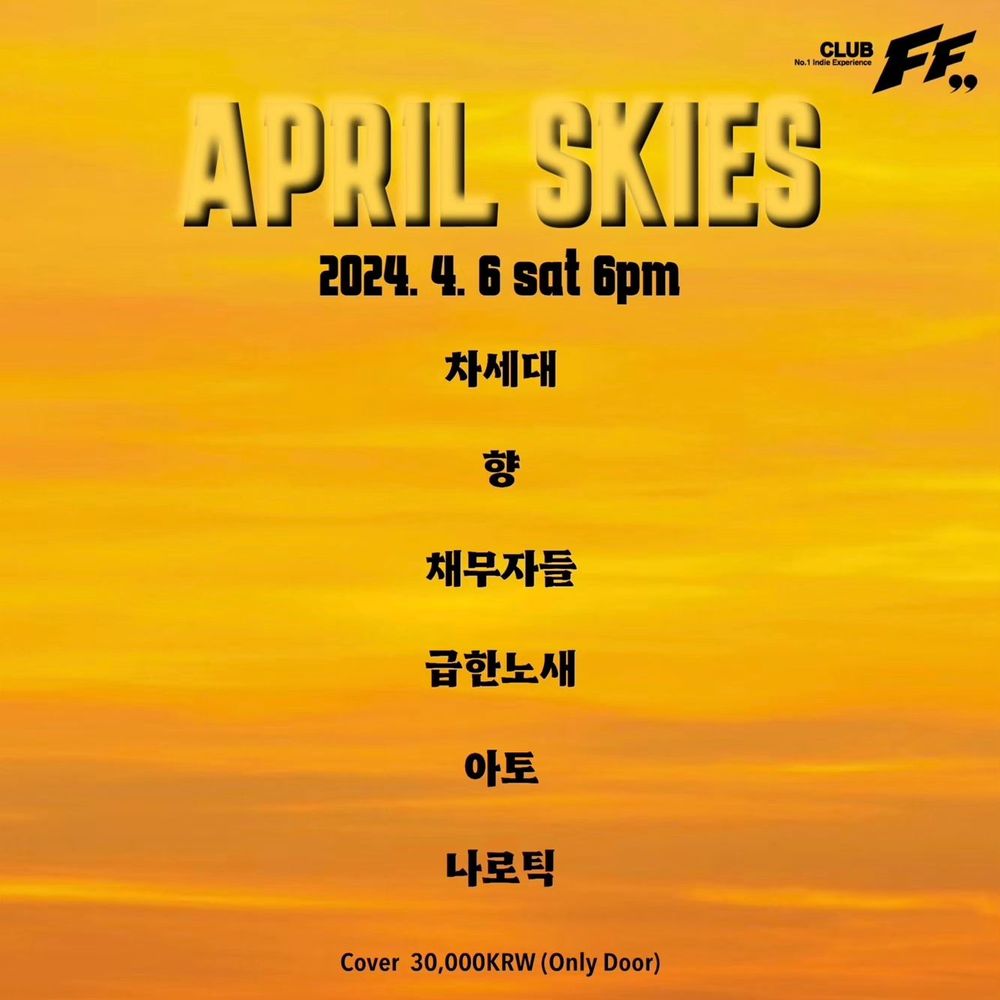 CLUB
No.1 Indie Experience
FF,,
APRIL SKIES
2024. 4. 6 sat 6pm
차세대
향
채무자들
급한노새
아토
나로틱
Cover 30,000KRW (Only Door)